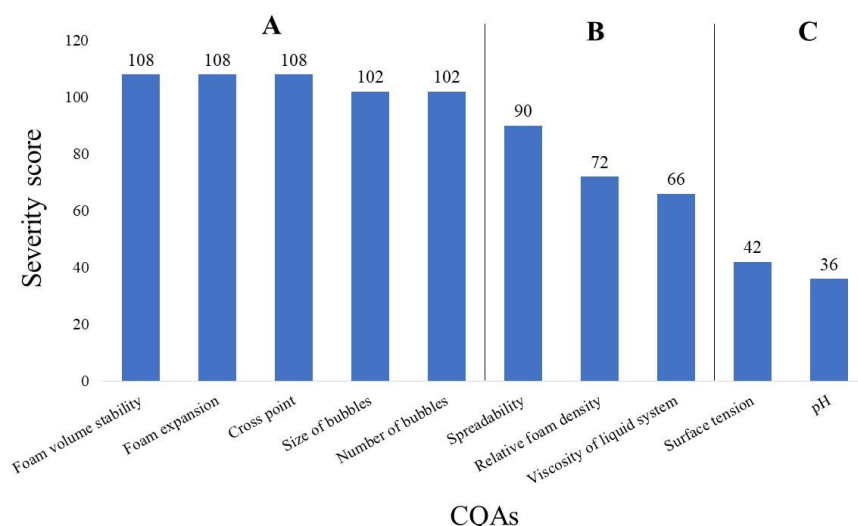 A
B
C
120
100
80
60
40
20
0
Severity score
108
108
108
102
102
90
72
66
42
36
Foam volume stability
Foam expansion
Cross point
Size of bubbles
Number of bubbles
Spreadability
Relative foam density
Viscosity of liquid system
Surface tension
pH
CQAs